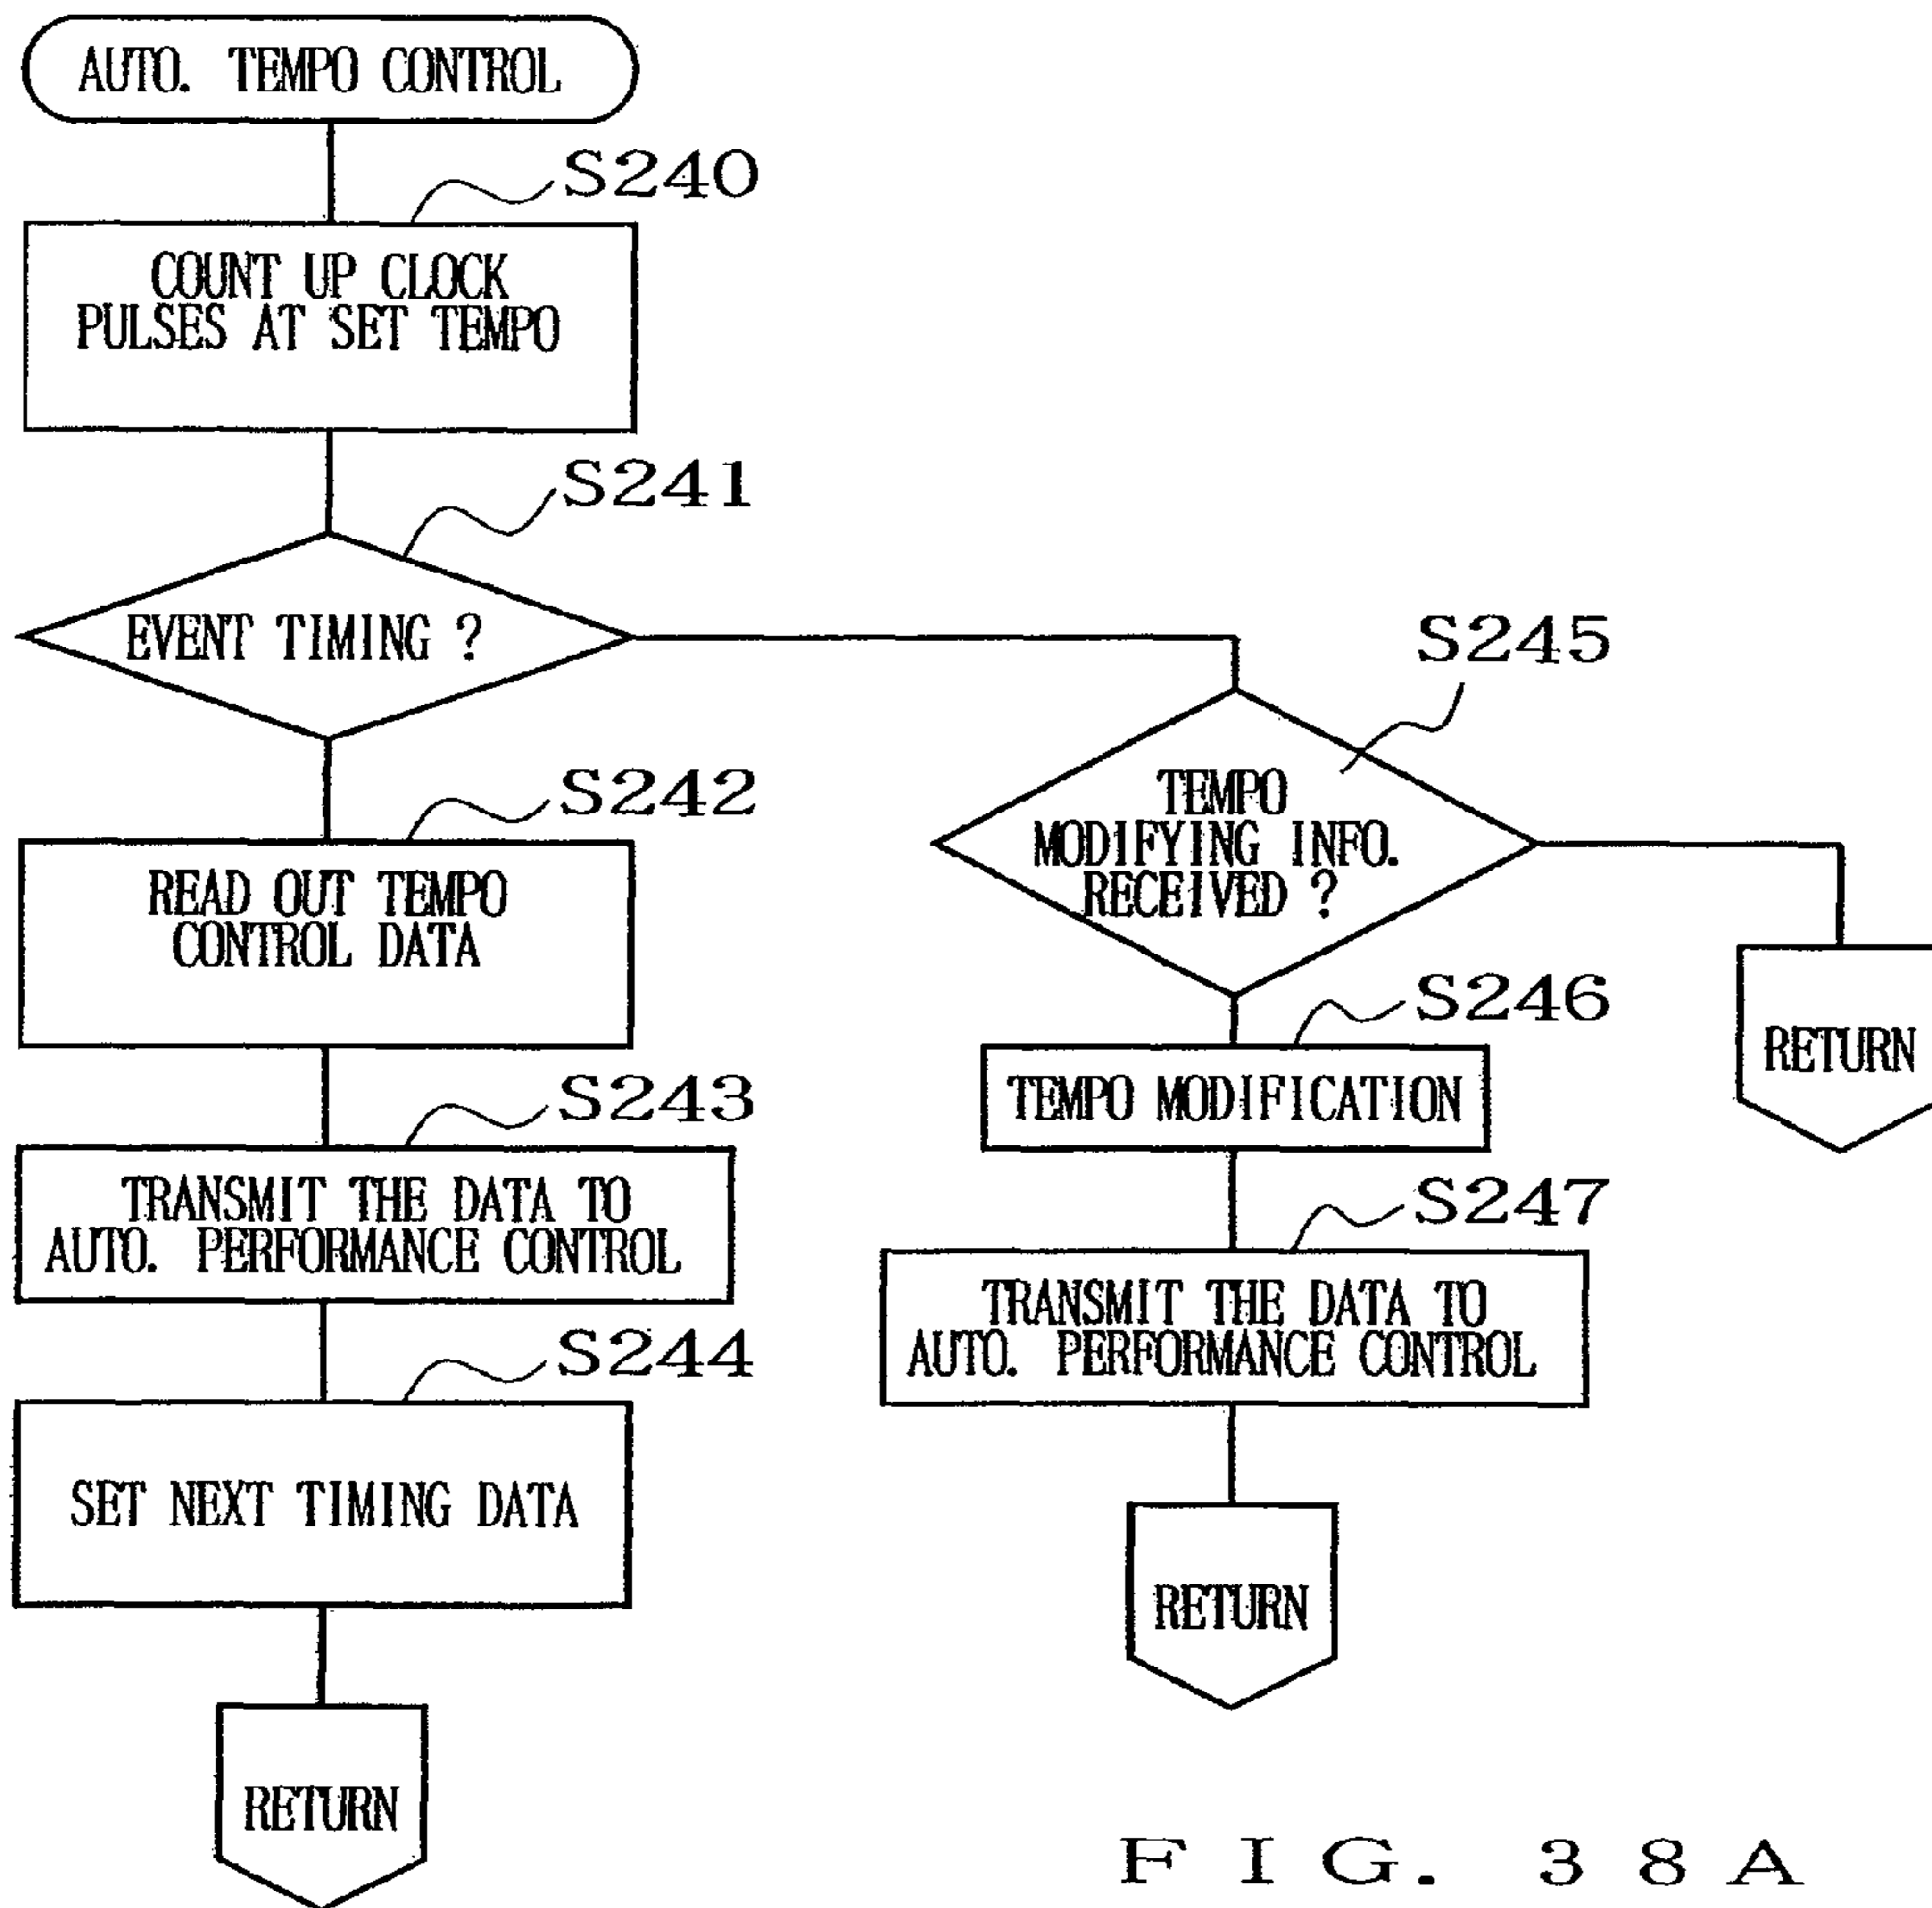 AUTO. TEMPO CONTROL
S240
COUNT UP CLOCK
PULSES AT SET TEMPO
S241
EVENT TIMING ?
S242
READ OUT TEMPO
CONTROL DATA
S243
TRANSMIT THE DATA TO
AUTO. PERFORMANCE CONTROL
S244
SET NEXT TIMING DATA
RETURN
S245
TEMPO
MODIFYING INFO.
RECEIVED ?
RETURN
S246
TEMPO MODIFICATION
S247
TRANSMIT THE DATA TO
AUTO. PERFORMANCE CONTROL
RETURN
FIG. 38A